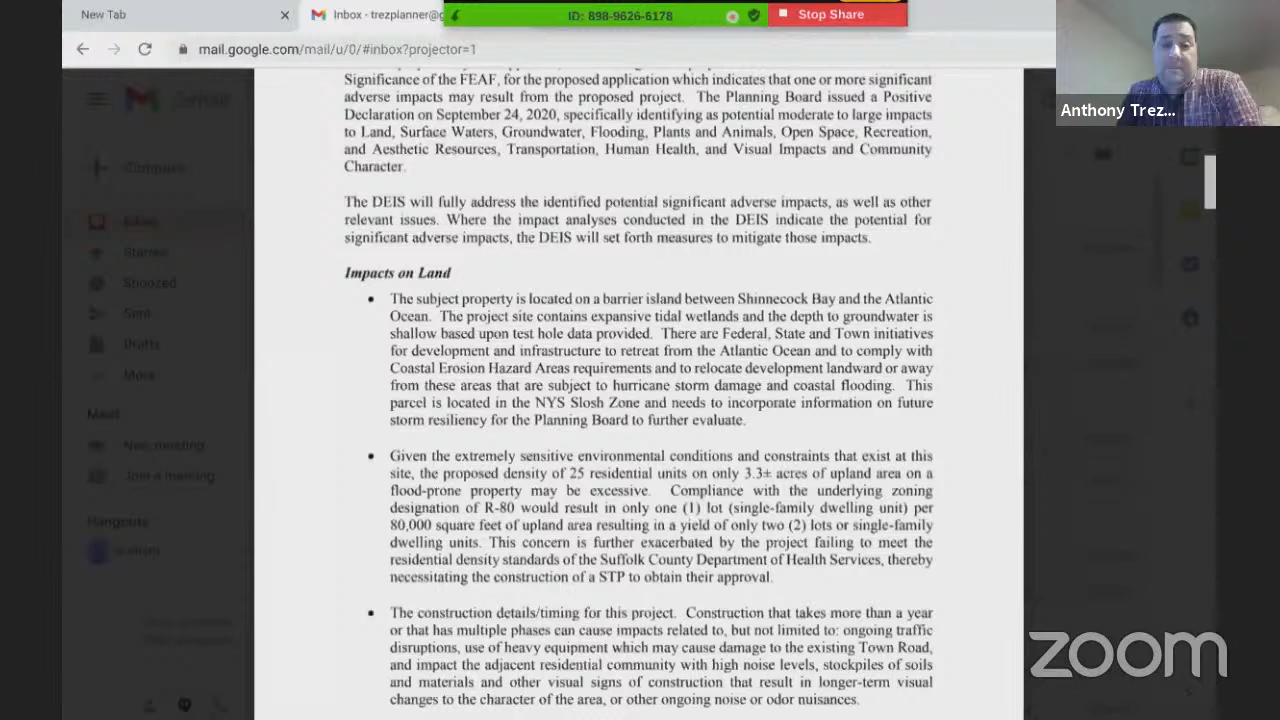 New Tab
Inbox - trezplanner@g
ID: 898-9626-6178
Stop Share
mail.google.com/mail/u/0/#inbox?projector=1
Anthony Trez...
Gmail
Compose
Inbox
Starred
Snoozed
Sent
Drafts
More
Meet
New meeting
Join a meeting
Hangouts
Significance of the FEAF, for the proposed application which indicates that one or more significant
adverse impacts may result from the proposed project. The Planning Board issued a Positive
Declaration on September 24, 2020, specifically identifying as potential moderate to large impacts
to Land, Surface Waters, Groundwater, Flooding, Plants and Animals, Open Space, Recreation,
and Aesthetic Resources, Transportation, Human Health, and Visual Impacts and Community
Character.
The DEIS will fully address the identified potential significant adverse impacts, as well as other
relevant issues. Where the impact analyses conducted in the DEIS indicate the potential for
significant adverse impacts, the DEIS will set forth measures to mitigate those impacts.
Impacts on Land
• The subject property is located on a barrier island between Shinnecock Bay and the Atlantic
Ocean. The project site contains expansive tidal wetlands and the depth to groundwater is
shallow based upon test hole data provided. There are Federal, State and Town initiatives
for development and infrastructure to retreat from the Atlantic Ocean and to comply with
Coastal Erosion Hazard Areas requirements and to relocate development landward or away
from these areas that are subject to hurricane storm damage and coastal flooding. This
parcel is located in the NYS Slosh Zone and needs to incorporate information on future
storm resiliency for the Planning Board to further evaluate.
• Given the extremely sensitive environmental conditions and constraints that exist at this
site, the proposed density of 25 residential units on only 3.3± acres of upland area on a
flood-prone property may be excessive. Compliance with the underlying zoning
designation of R-80 would result in only one (1) lot (single-family dwelling unit) per
80,000 square feet of upland area resulting in a yield of only two (2) lots or single-family
dwelling units. This concern is further exacerbated by the project failing to meet the
residential density standards of the Suffolk County Department of Health Services, thereby
necessitating the construction of a STP to obtain their approval.
• The construction details/timing for this project. Construction that takes more than a year
or that has multiple phases can cause impacts related to, but not limited to: ongoing traffic
disruptions, use of heavy equipment which may cause damage to the existing Town Road,
and impact the adjacent residential community with high noise levels, stockpiles of soils
and materials and other visual signs of construction that result in longer-term visual
changes to the character of the area, or other ongoing noise or odor nuisances.
zoom